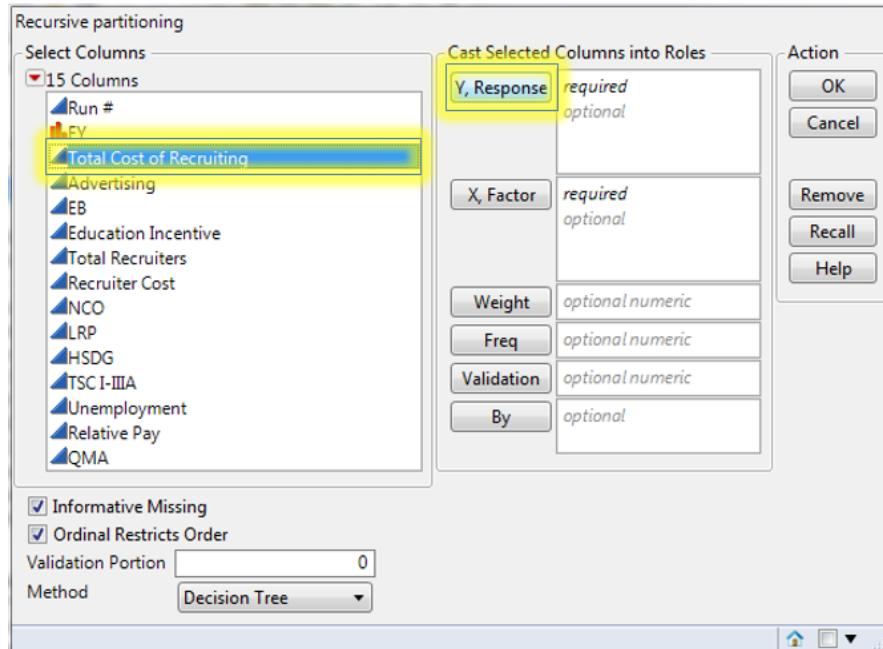 Recursive partitioning
Select Columns
15 Columns
Run #
FY
Total Cost of Recruiting
Advertising
EB
Education Incentive
Total Recruiters
Recruiter Cost
NCO
LRP
HSDG
TSC I-IIIA
Unemployment
Relative Pay
QMA
Informative Missing
Ordinal Restricts Order
Validation Portion 0
Method Decision Tree
Cast Selected Columns into Roles
Y, Response required
optional
X, Factor required
optional
Weight optional numeric
Freq optional numeric
Validation optional numeric
By optional
Action
OK
Cancel
Remove
Recall
Help